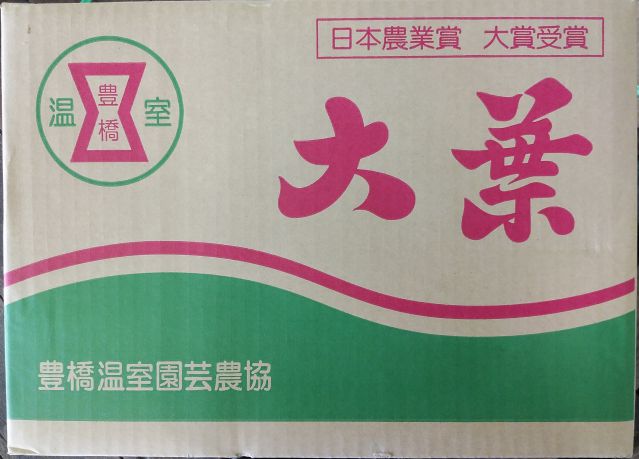 日本農業賞 大賞受賞
温室
豊橋
大葉
豊橋温室園芸農協